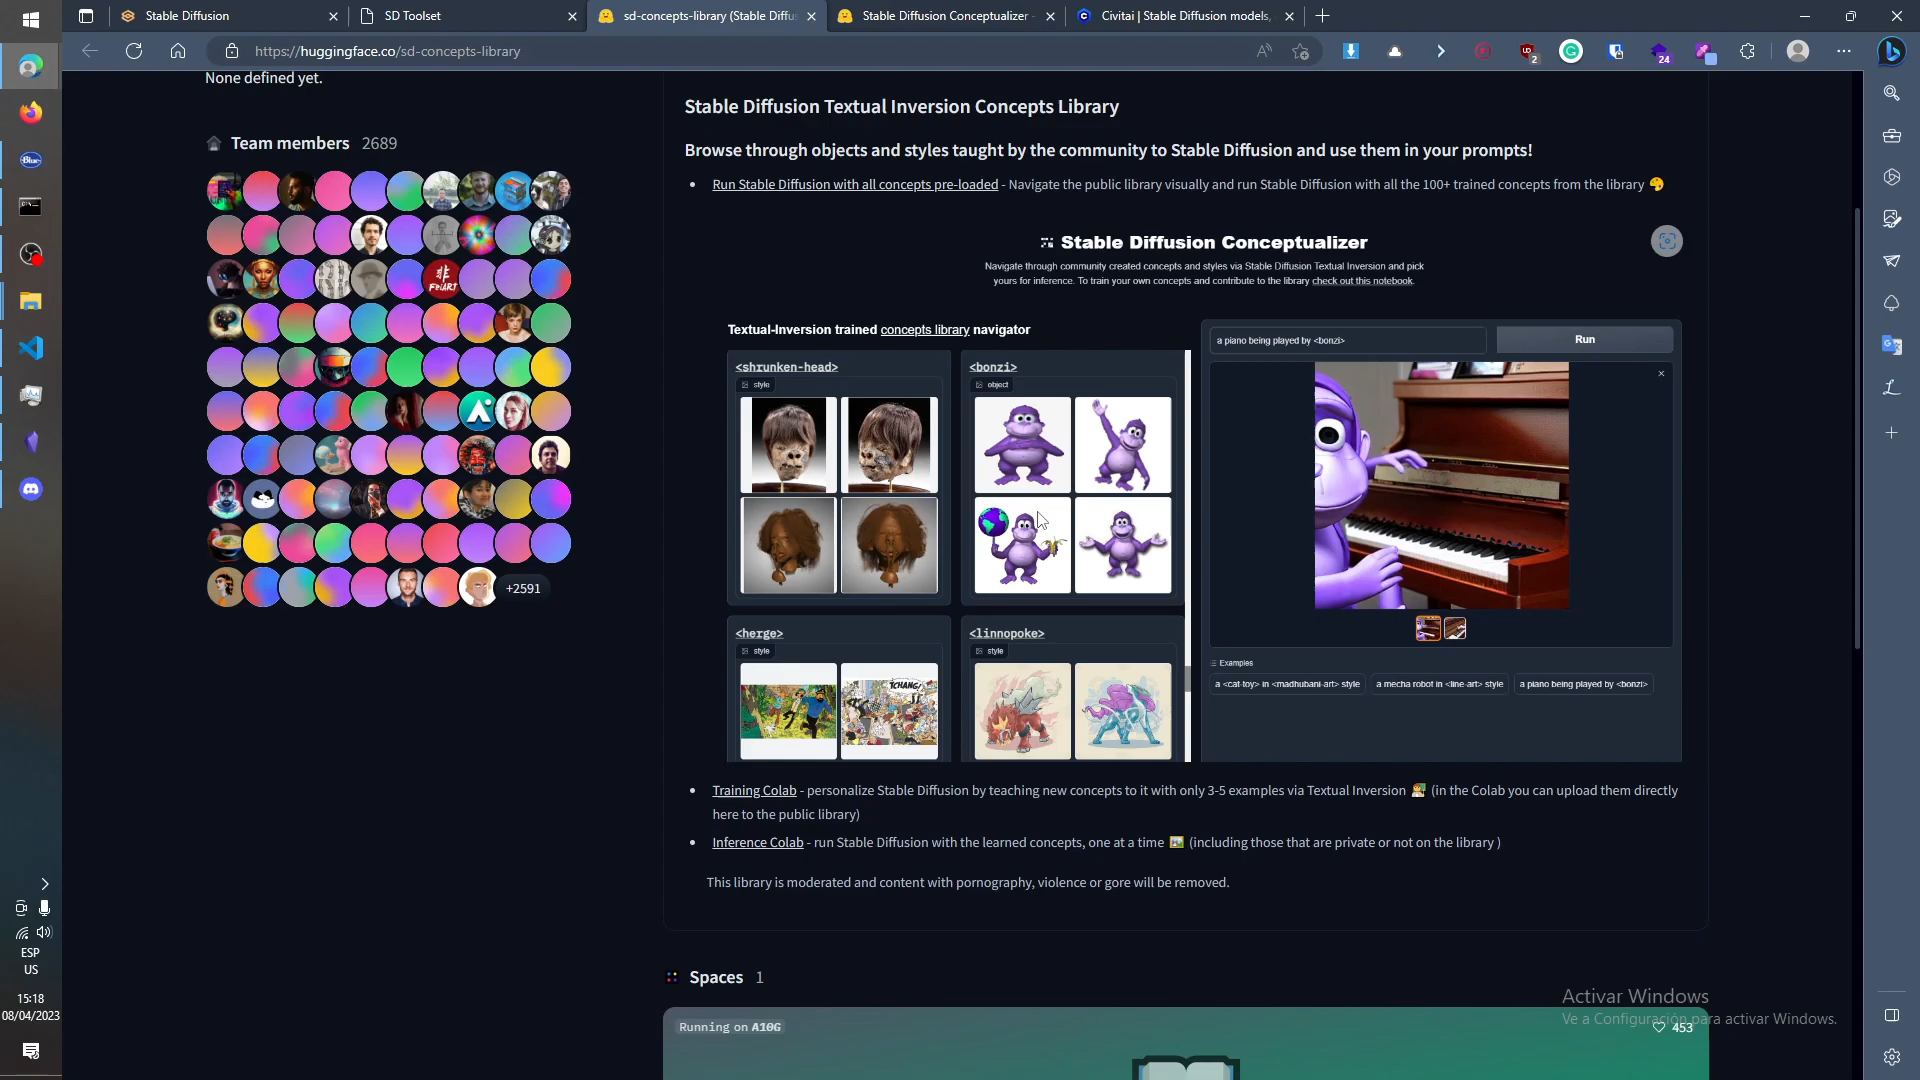 Stable Diffusion
SD Toolset
sd-concepts-library (Stable Diffus
Stable Diffusion Conceptualizer -
Civitai | Stable Diffusion models,
https://huggingface.co/sd-concepts-library
2
24
None defined yet.
Team members 2689
+2591
Stable Diffusion Textual Inversion Concepts Library
Browse through objects and styles taught by the community to Stable Diffusion and use them in your prompts!
Run Stable Diffusion with all concepts pre-loaded - Navigate the public library visually and run Stable Diffusion with all the 100+ trained concepts from the library 🎨
Stable Diffusion Conceptualizer
Navigate through community created concepts and styles via Stable Diffusion Textual Inversion and pick
yours for inference. To train your own concepts and contribute to the library check out this notebook.
Textual-Inversion trained concepts library navigator
<shrunken-head>
style
<bonzi>
object
<herge>
style
TCHANG!
<linnopoke>
style
a piano being played by <bonzi>
Run
Examples
a <cat-toy> in <madhubani-art> style
a mecha robot in <line-art> style
a piano being played by <bonzi>
Training Colab - personalize Stable Diffusion by teaching new concepts to it with only 3-5 examples via Textual Inversion 👩‍🏫 (in the Colab you can upload them directly
here to the public library)
Inference Colab - run Stable Diffusion with the learned concepts, one at a time 🖼️ (including those that are private or not on the library )
This library is moderated and content with pornography, violence or gore will be removed.
Spaces 1
Running on A10G
453
Activar Windows
Ve a Configuración para activar Windows.
ESP
US
15:18
08/04/2023